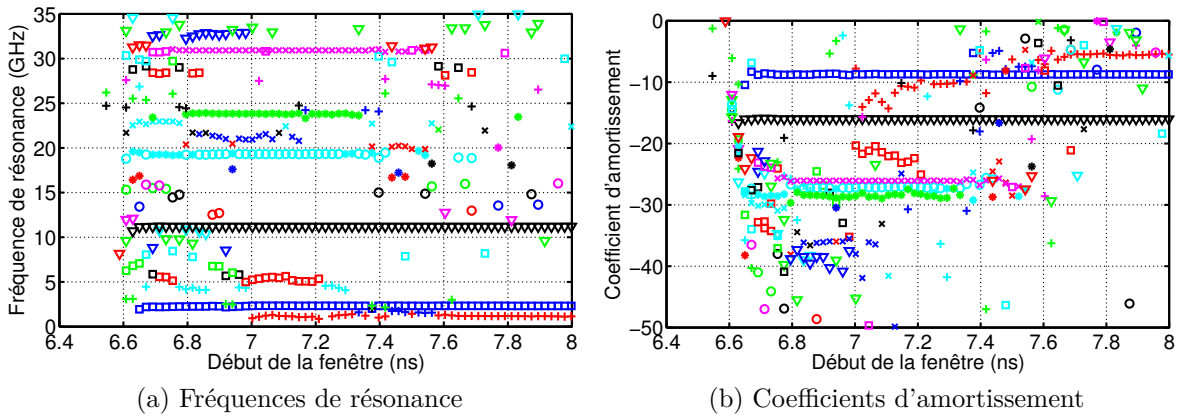 Fréquence de résonance (GHz)
35
30
25
20
15
10
5
0
6.4 6.6 6.8 7 7.2 7.4 7.6 7.8 8
Début de la fenêtre (ns)
(a) Fréquences de résonance
Coefficient d'amortissement
0
−10
−20
−30
−40
−50
6.4 6.6 6.8 7 7.2 7.4 7.6 7.8 8
Début de la fenêtre (ns)
(b) Coefficients d'amortissement